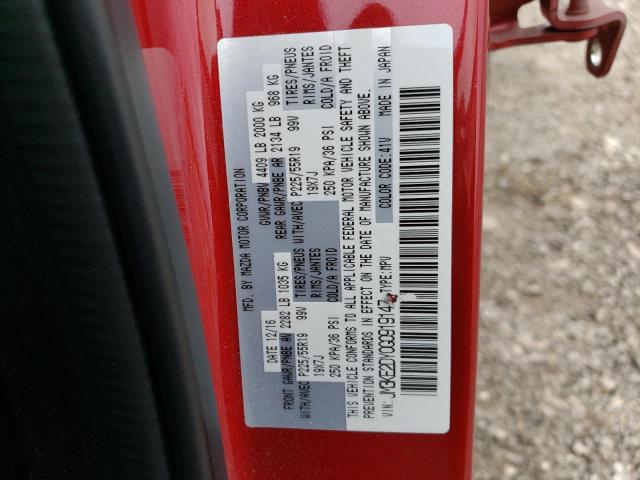 MFD. BY MAZDA MOTOR CORPORATION
DATE 12/16 GVWR/PNBV 4409 LB 2000 KG
FRONT GAWR/PNBE AV 2282 LB 1035 KG REAR GAWR/PNBE AR 2134 LB 968 KG
WITH/AVEC P225/55R19 99V TIRES/PNEUS WITH/AVEC P225/55R19 99V TIRES/PNEUS
19X7J RIMS/JANTES 19X7J RIMS/JANTES
250 KPA/36 PSI COLD/A FROID 250 KPA/36 PSI COLD/A FROID
THIS VEHICLE CONFORMS TO ALL APPLICABLE FEDERAL MOTOR VEHICLE SAFETY AND THEFT
PREVENTION STANDARDS IN EFFECT ON THE DATE OF MANUFACTURE SHOWN ABOVE.
COLOR CODE:41V MADE IN JAPAN
VIN: JM3KE2DY0G0919147 TYPE:MPV